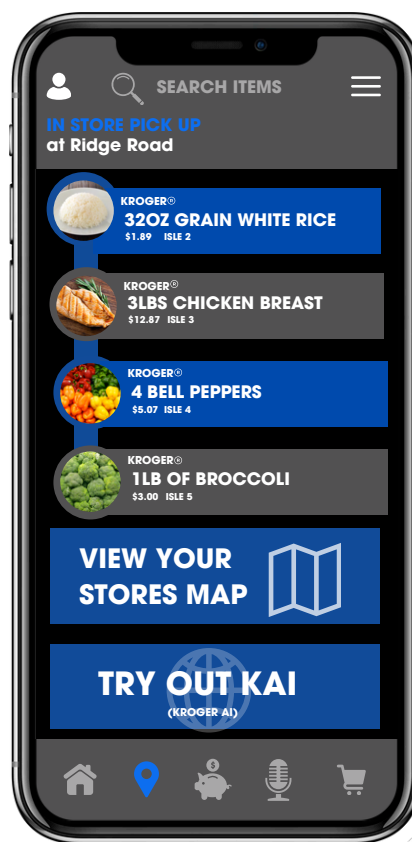 SEARCH ITEMS
IN STORE PICK UP
at Ridge Road
KROGER®
32OZ GRAIN WHITE RICE
$1.89 ISLE 2
KROGER®
3LBS CHICKEN BREAST
$12.87 ISLE 3
KROGER®
4 BELL PEPPERS
$5.07 ISLE 4
KROGER®
1LB OF BROCCOLI
$3.00 ISLE 5
VIEW YOUR
STORES MAP
TRY OUT KAI
(KROGER AI)
$